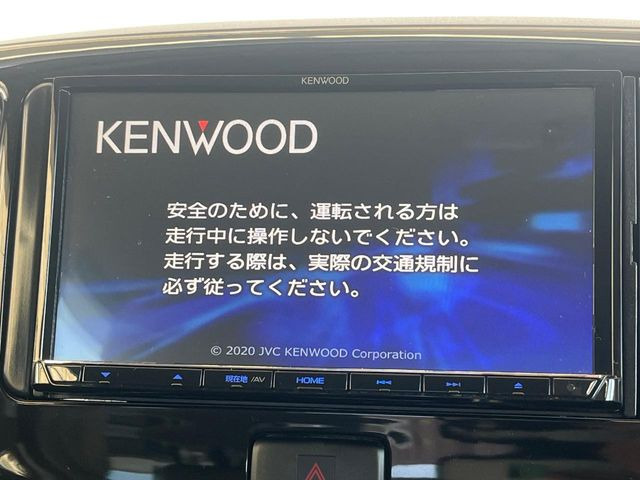 KENWOOD
KENWOOD
安全のために、運転される方は
走行中に操作しないでください。
走行する際は、実際の交通規制に
必ず従ってください。
© 2020 JVC KENWOOD Corporation
現在地/AV HOME